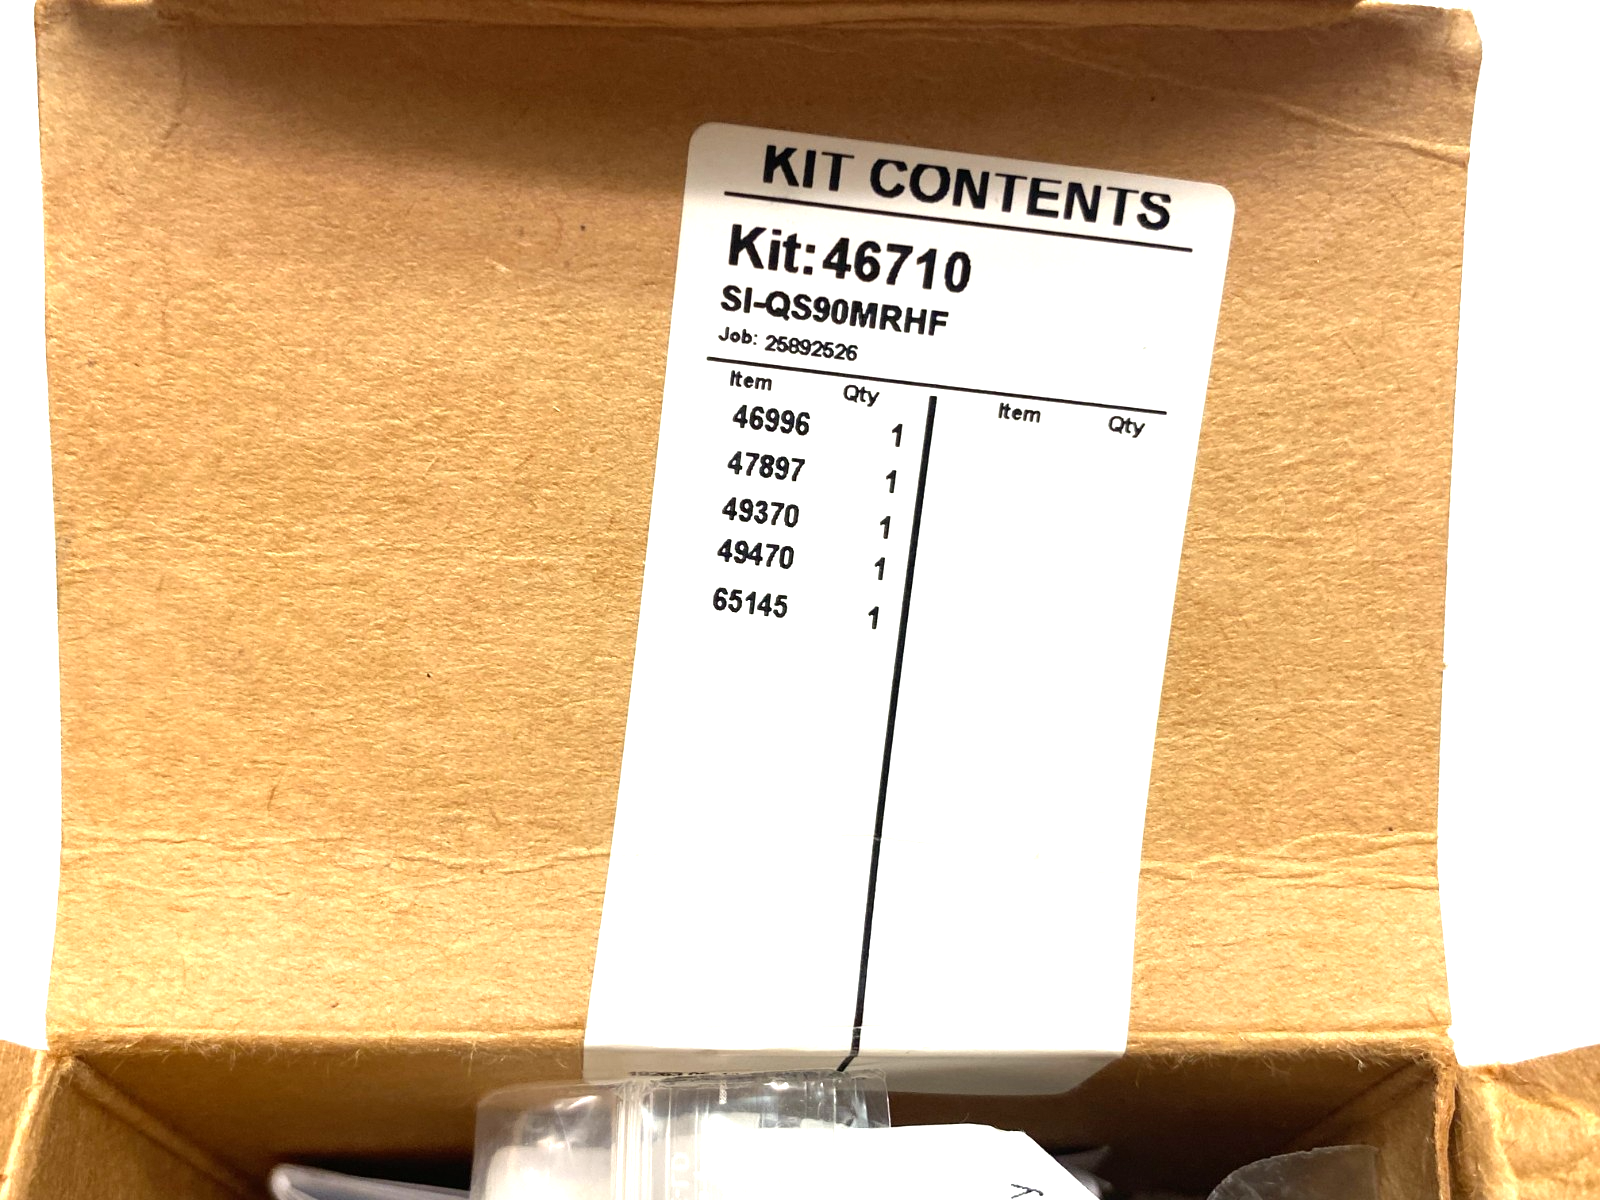 KIT CONTENTS
Kit: 46710
SI-QS90MRHF
Job: 25892526
Item Qty Item Qty
46996 1
47897 1
49370 1
49470 1
65145 1